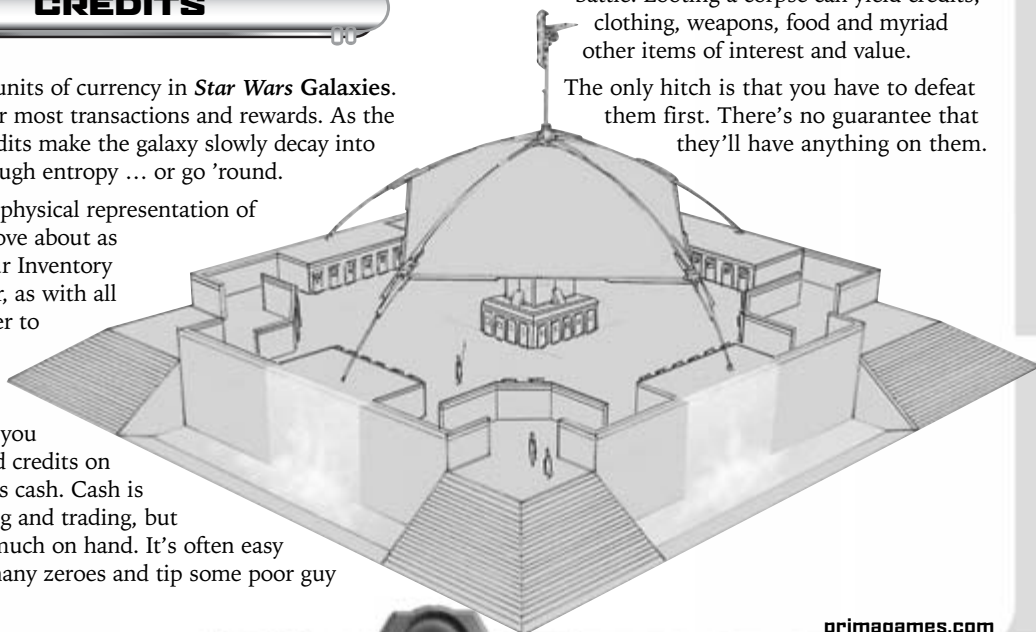 CREDITS
units of currency in Star Wars Galaxies.
r most transactions and rewards. As the
dits make the galaxy slowly decay into
ugh entropy … or go ’round.
physical representation of
ove about as
ur Inventory
r, as with all
er to
you
d credits on
s cash. Cash is
g and trading, but
much on hand. It's often easy
many zeroes and tip some poor guy
battle. Looting a corpse can yield credits,
clothing, weapons, food and myriad
other items of interest and value.
The only hitch is that you have to defeat
them first. There's no guarantee that
they'll have anything on them.
primagames.com